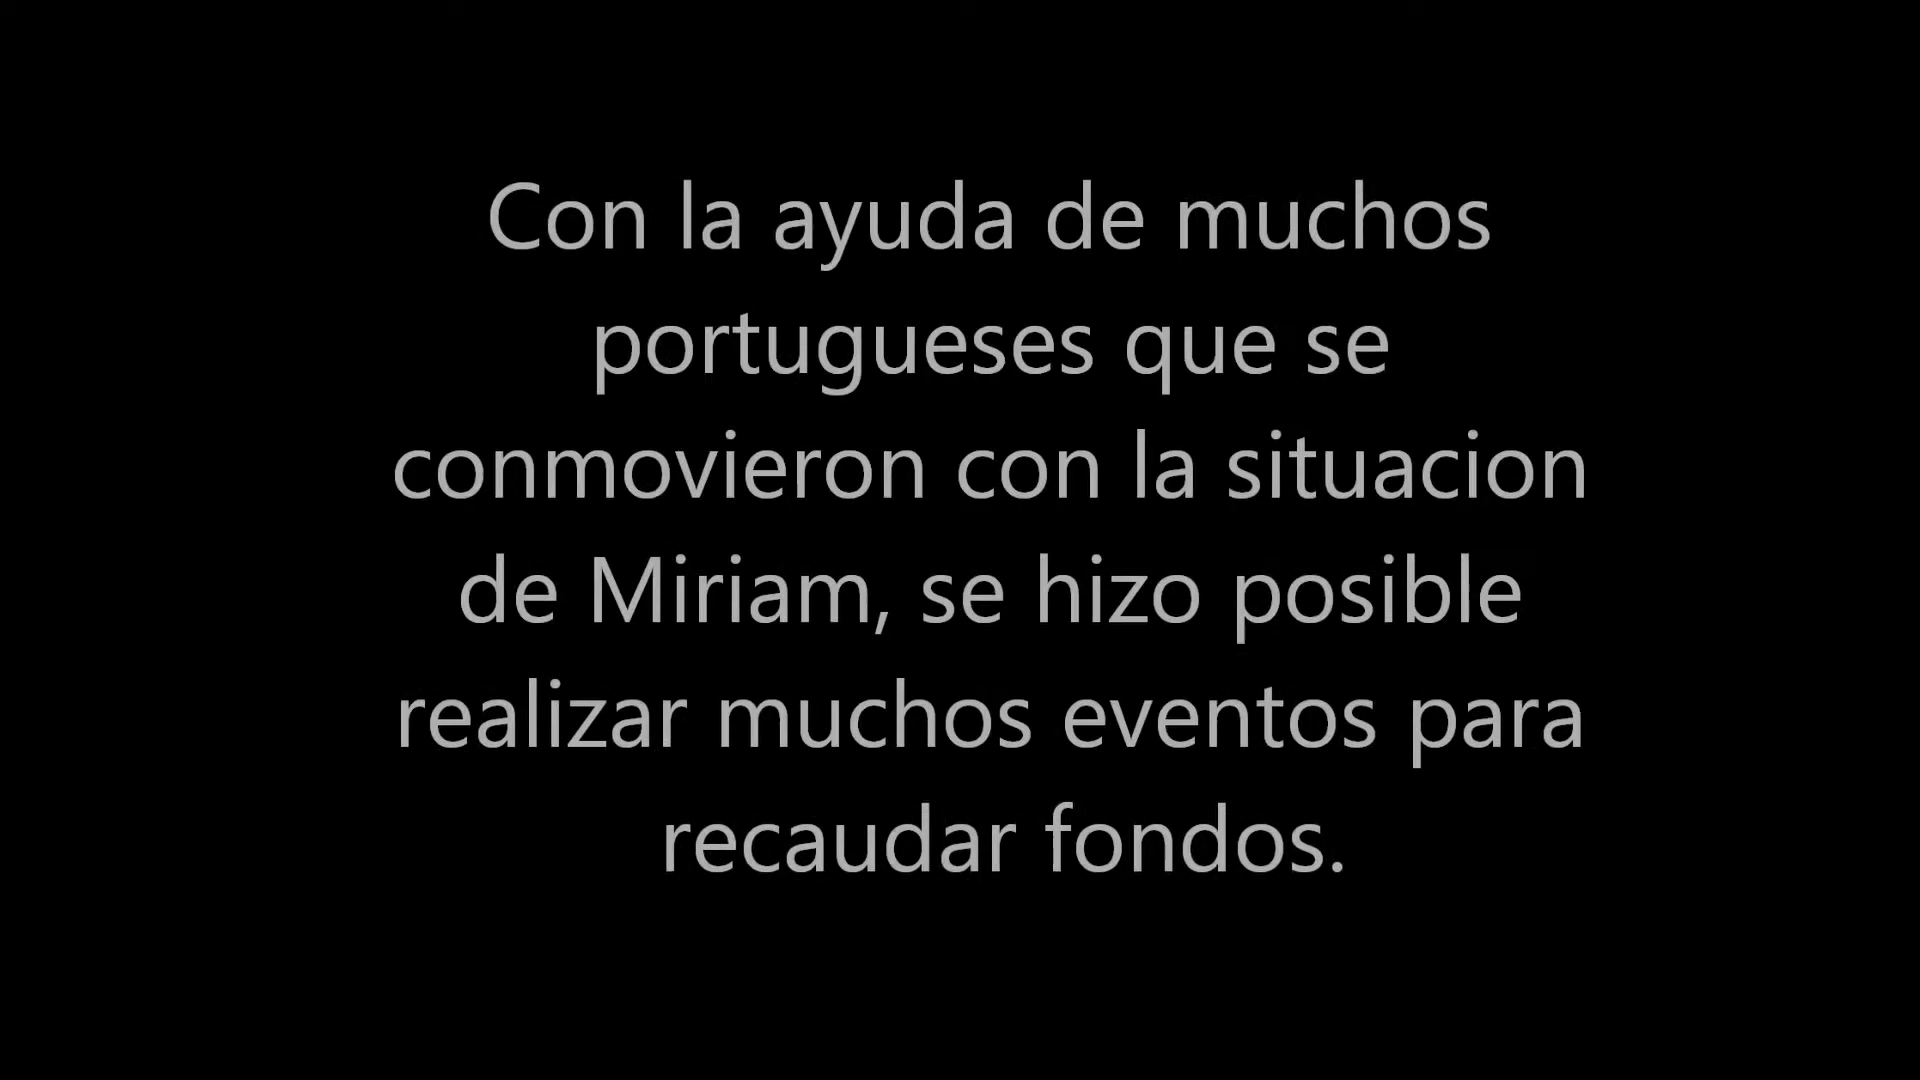 Con la ayuda de muchos
portugueses que se
conmovieron con la situacion
de Miriam, se hizo posible
realizar muchos eventos para
recaudar fondos.